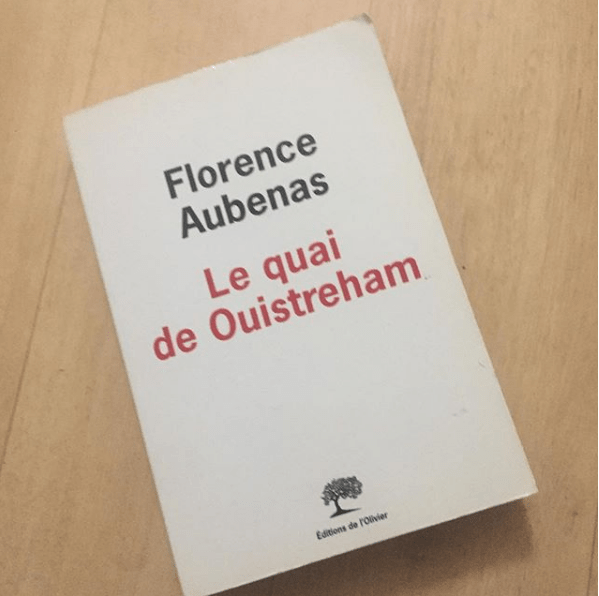 Florence
Aubenas
Le quai
de Ouistreham
Éditions de l'Olivier